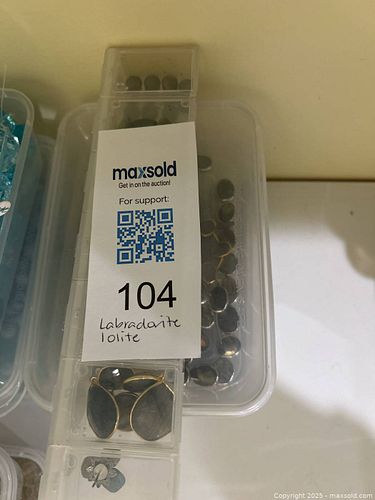 maxsold
Get in on the auction!
For support:
104
Labradorite
Iolite
Copyright 2025 - maxsold.com